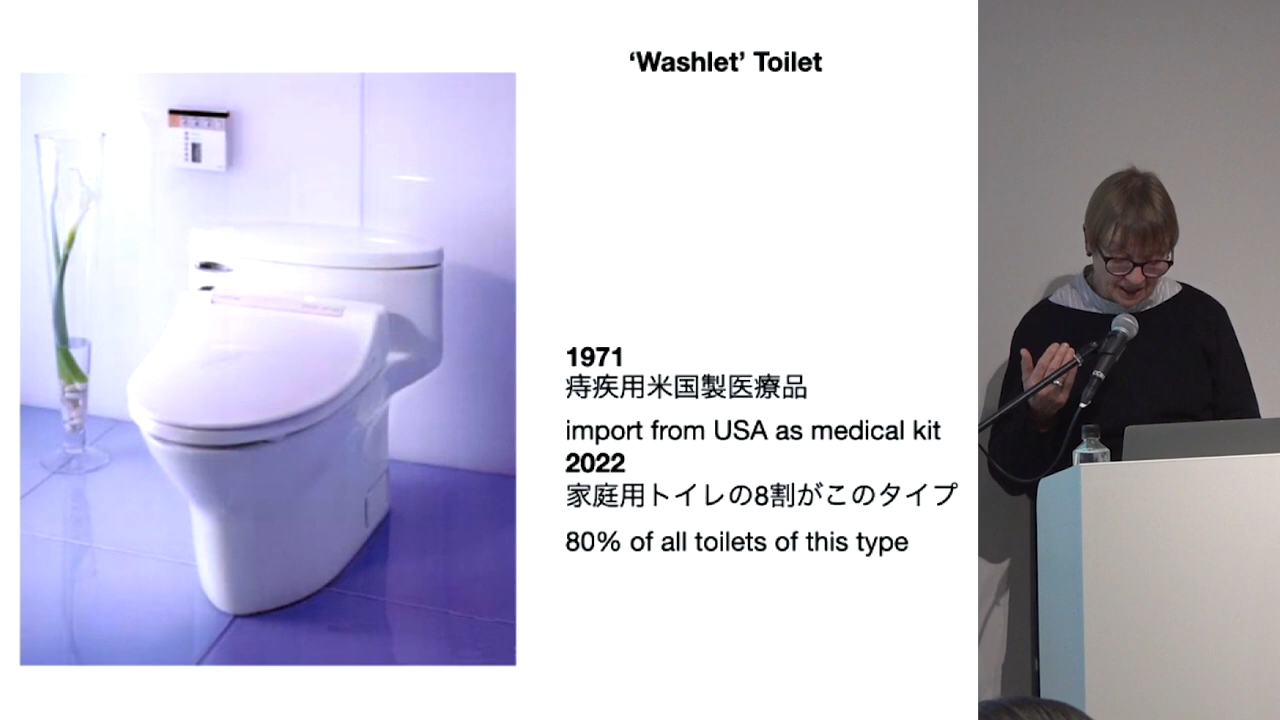 ‘Washlet’ Toilet
1971
痔疾用米国製医療品
import from USA as medical kit
2022
家庭用トイレの8割がこのタイプ
80% of all toilets of this type